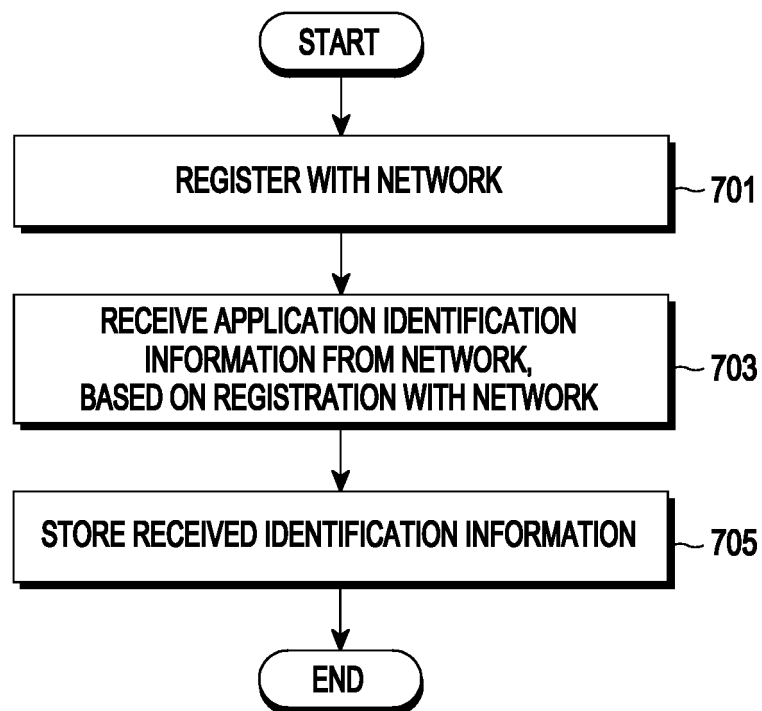 START
REGISTER WITH NETWORK
701
RECEIVE APPLICATION IDENTIFICATION
INFORMATION FROM NETWORK,
BASED ON REGISTRATION WITH NETWORK
703
STORE RECEIVED IDENTIFICATION INFORMATION
705
END